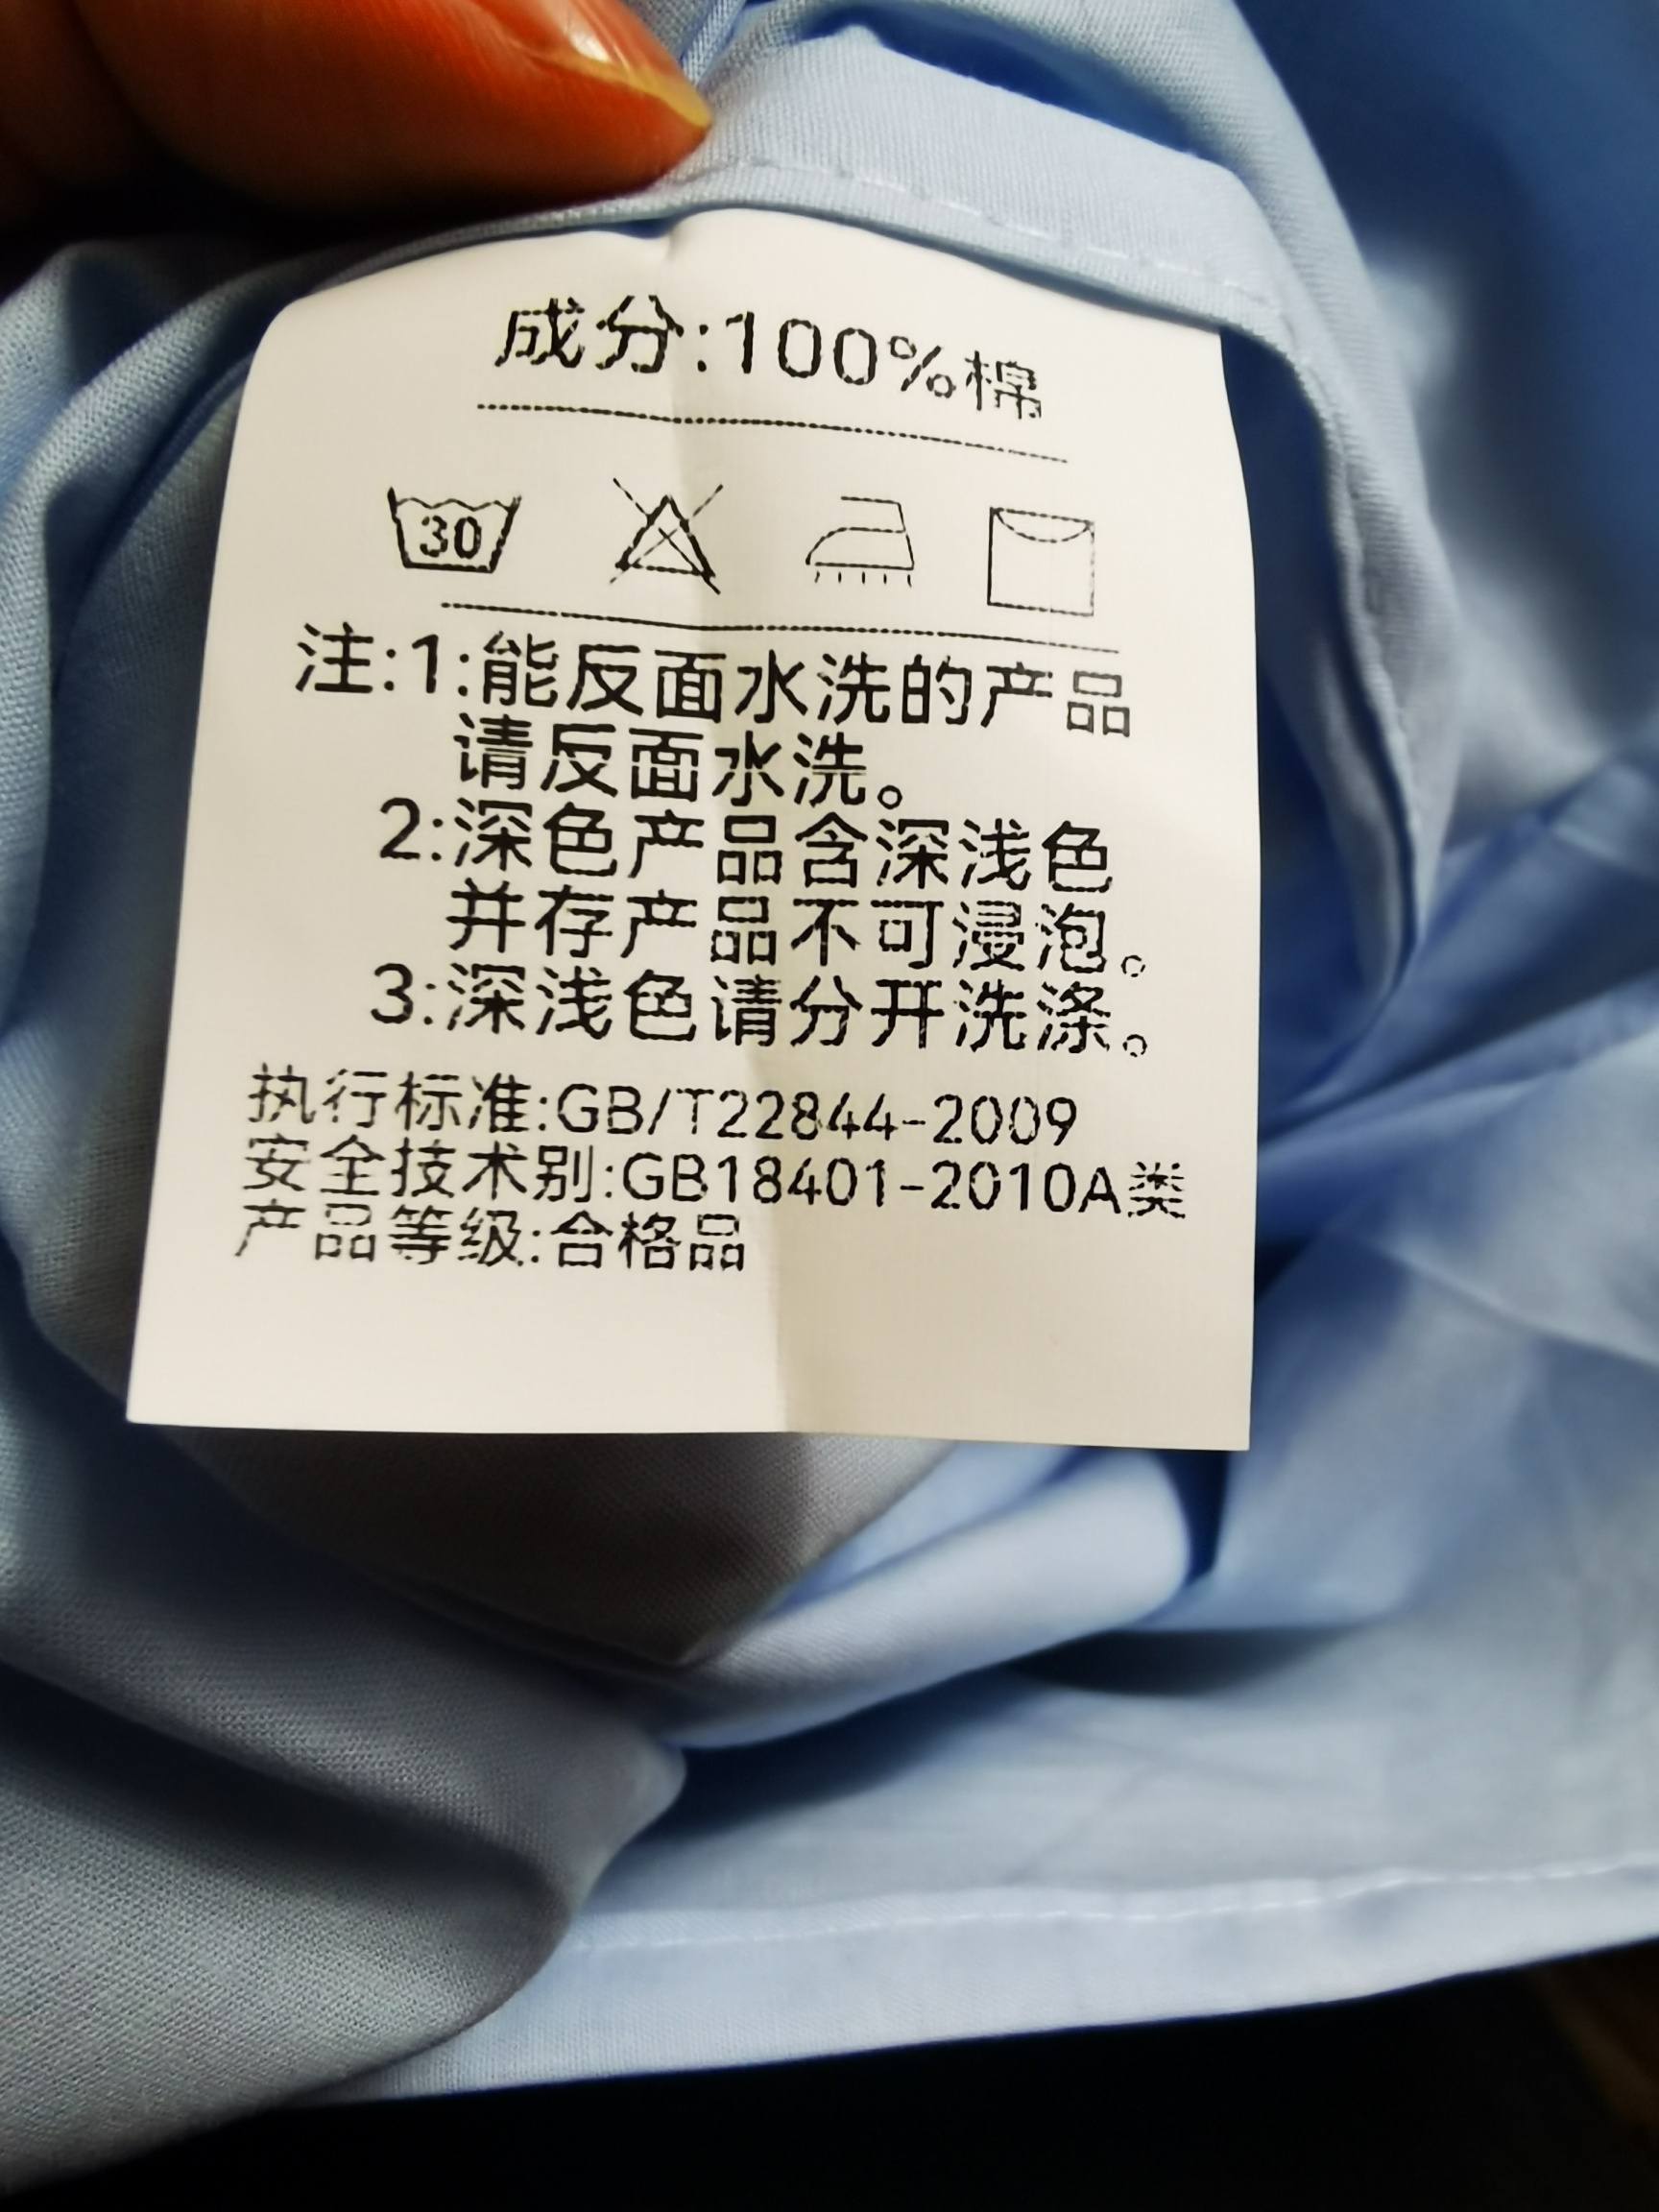 成分:100%棉
30
注:1:能反面水洗的产品
请反面水洗。
2:深色产品含深浅色
并存产品不可浸泡。
3:深浅色请分开洗涤。
执行标准:GB/T22844-2009
安全技术别:GB18401-2010A类
产品等级:合格品